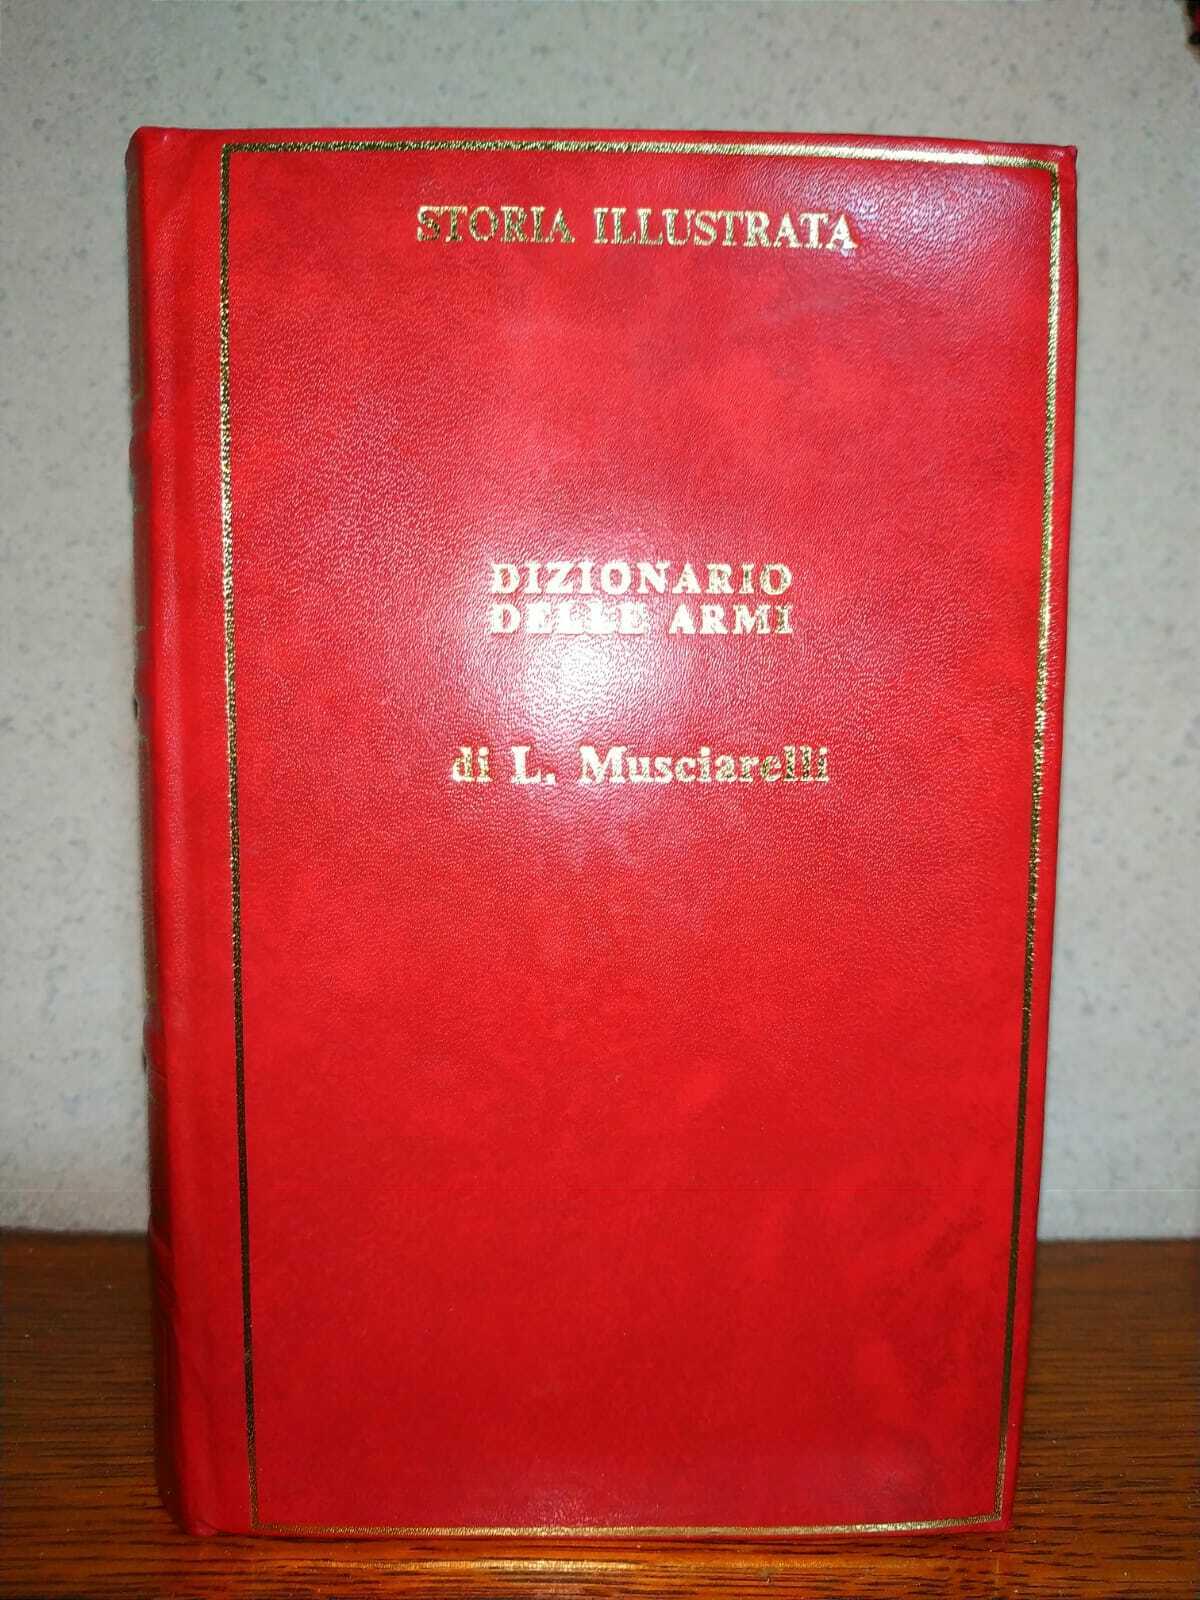 STORIA ILLUSTRATA
DIZIONARIO
DELLE ARMI
di L. Musciarelli